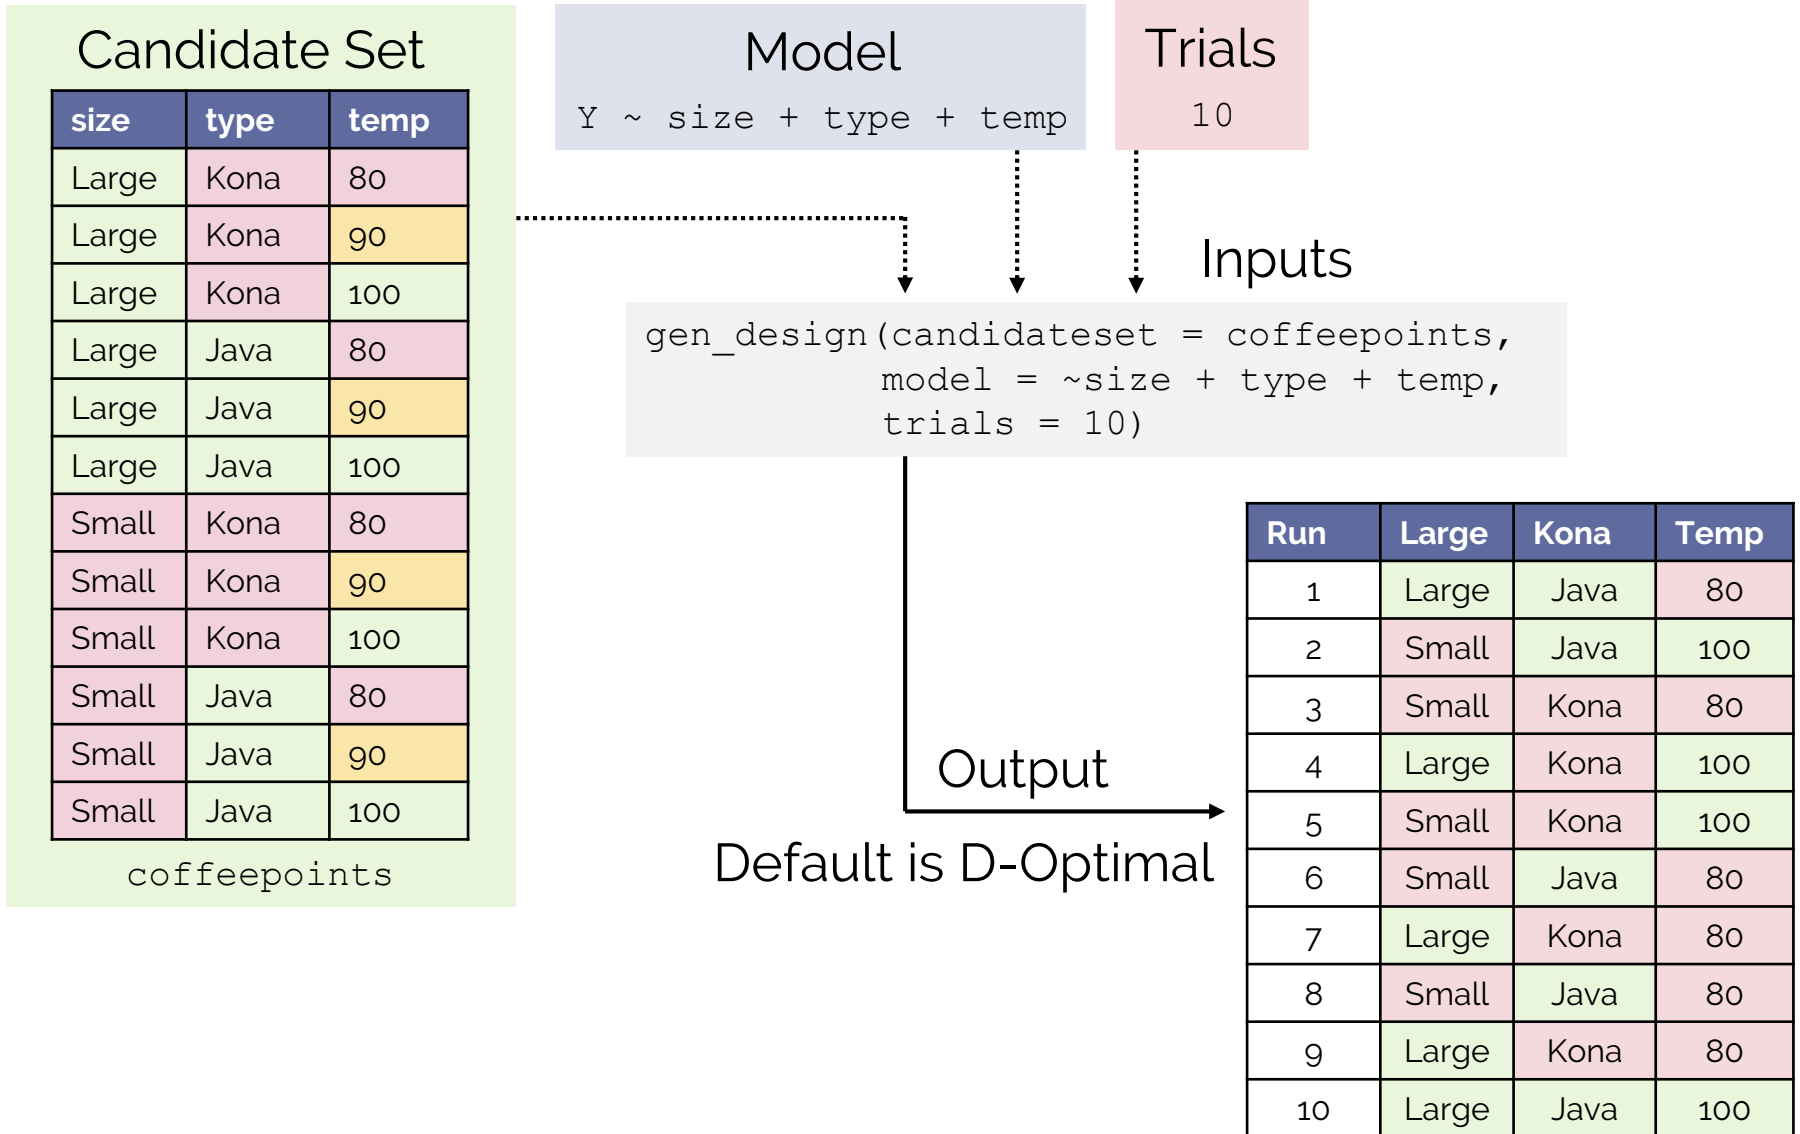 Candidate Set
size type temp
Large Kona 80
Large Kona 90
Large Kona 100
Large Java 80
Large Java 90
Large Java 100
Small Kona 80
Small Kona 90
Small Kona 100
Small Java 80
Small Java 90
Small Java 100
coffeepoints
Model
Y ~ size + type + temp
Trials
10
Inputs
gen_design(candidateset = coffeepoints,
model = ~size + type + temp,
trials = 10)
Output
Default is D-Optimal
Run Large Kona Temp
1 Large Java 80
2 Small Java 100
3 Small Kona 80
4 Large Kona 100
5 Small Kona 100
6 Small Java 80
7 Large Kona 80
8 Small Java 80
9 Large Kona 80
10 Large Java 100